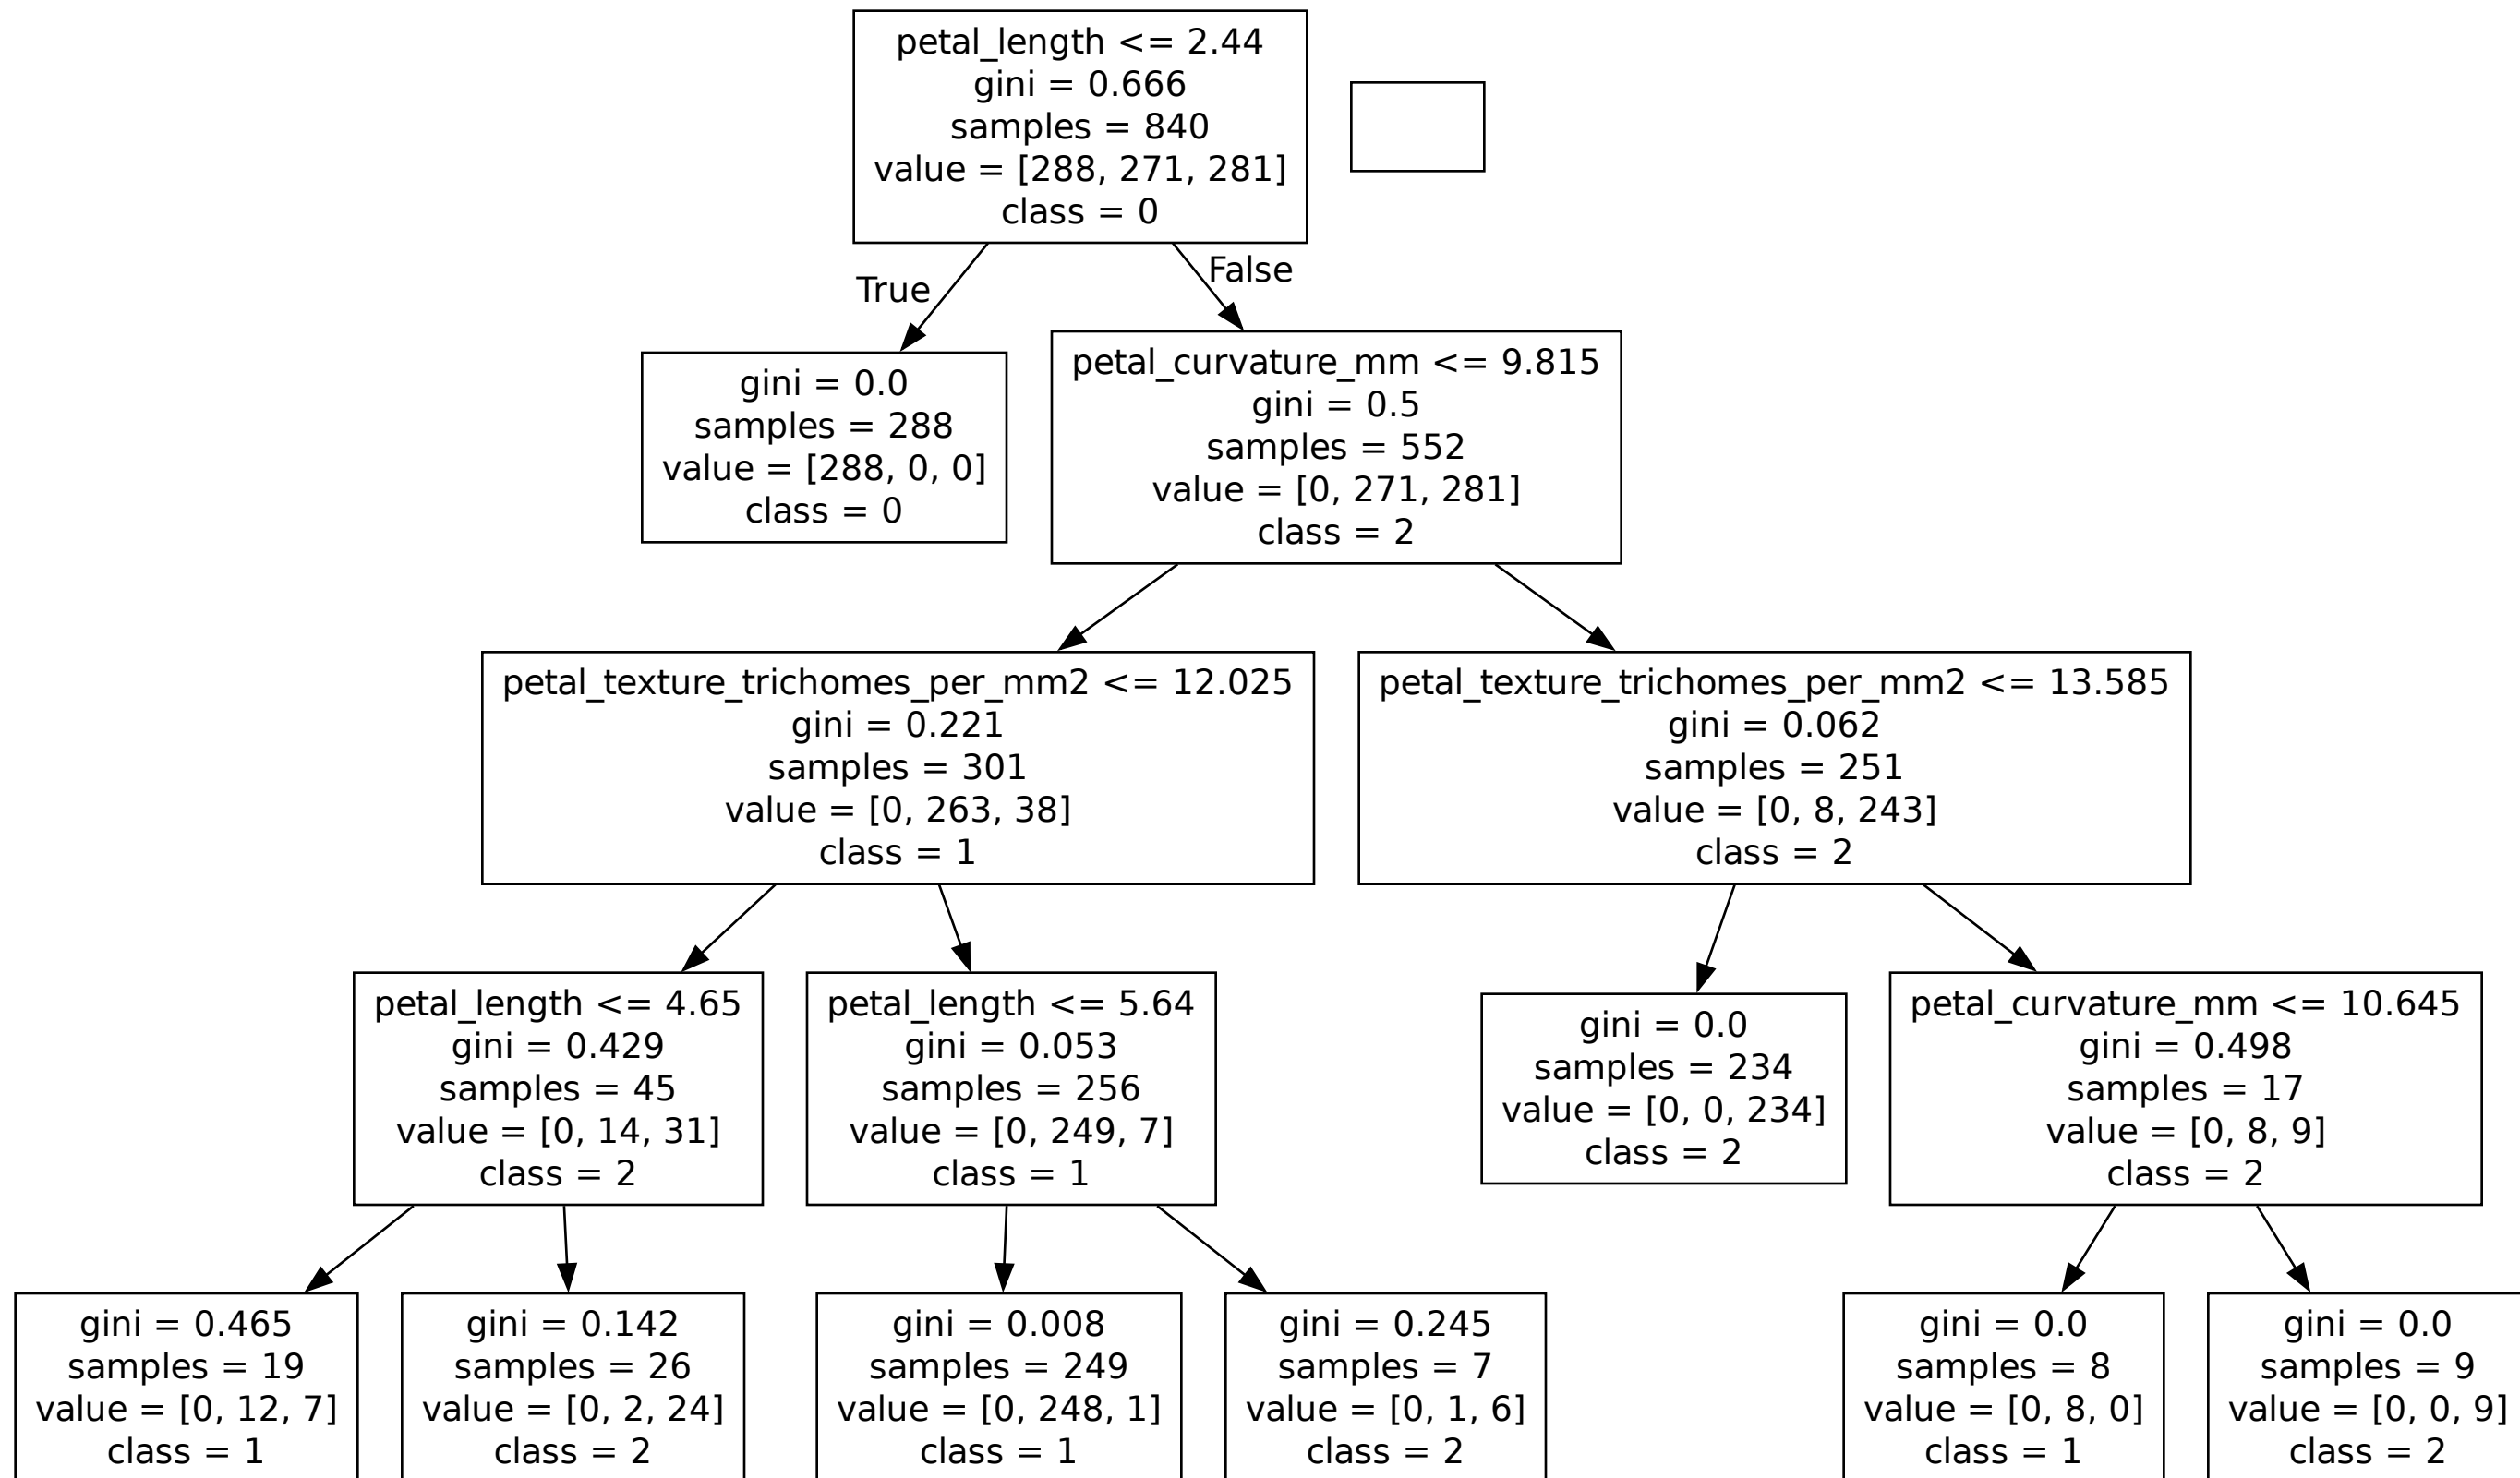 petal_length <= 2.44
gini = 0.666
samples = 840
value = [288, 271, 281]
class = 0
True
False
gini = 0.0
samples = 288
value = [288, 0, 0]
class = 0
petal_curvature_mm <= 9.815
gini = 0.5
samples = 552
value = [0, 271, 281]
class = 2
petal_texture_trichomes_per_mm2 <= 12.025
gini = 0.221
samples = 301
value = [0, 263, 38]
class = 1
petal_texture_trichomes_per_mm2 <= 13.585
gini = 0.062
samples = 251
value = [0, 8, 243]
class = 2
petal_length <= 4.65
gini = 0.429
samples = 45
value = [0, 14, 31]
class = 2
petal_length <= 5.64
gini = 0.053
samples = 256
value = [0, 249, 7]
class = 1
gini = 0.0
samples = 234
value = [0, 0, 234]
class = 2
petal_curvature_mm <= 10.645
gini = 0.498
samples = 17
value = [0, 8, 9]
class = 2
gini = 0.465
samples = 19
value = [0, 12, 7]
class = 1
gini = 0.142
samples = 26
value = [0, 2, 24]
class = 2
gini = 0.008
samples = 249
value = [0, 248, 1]
class = 1
gini = 0.245
samples = 7
value = [0, 1, 6]
class = 2
gini = 0.0
samples = 8
value = [0, 8, 0]
class = 1
gini = 0.0
samples = 9
value = [0, 0, 9]
class = 2